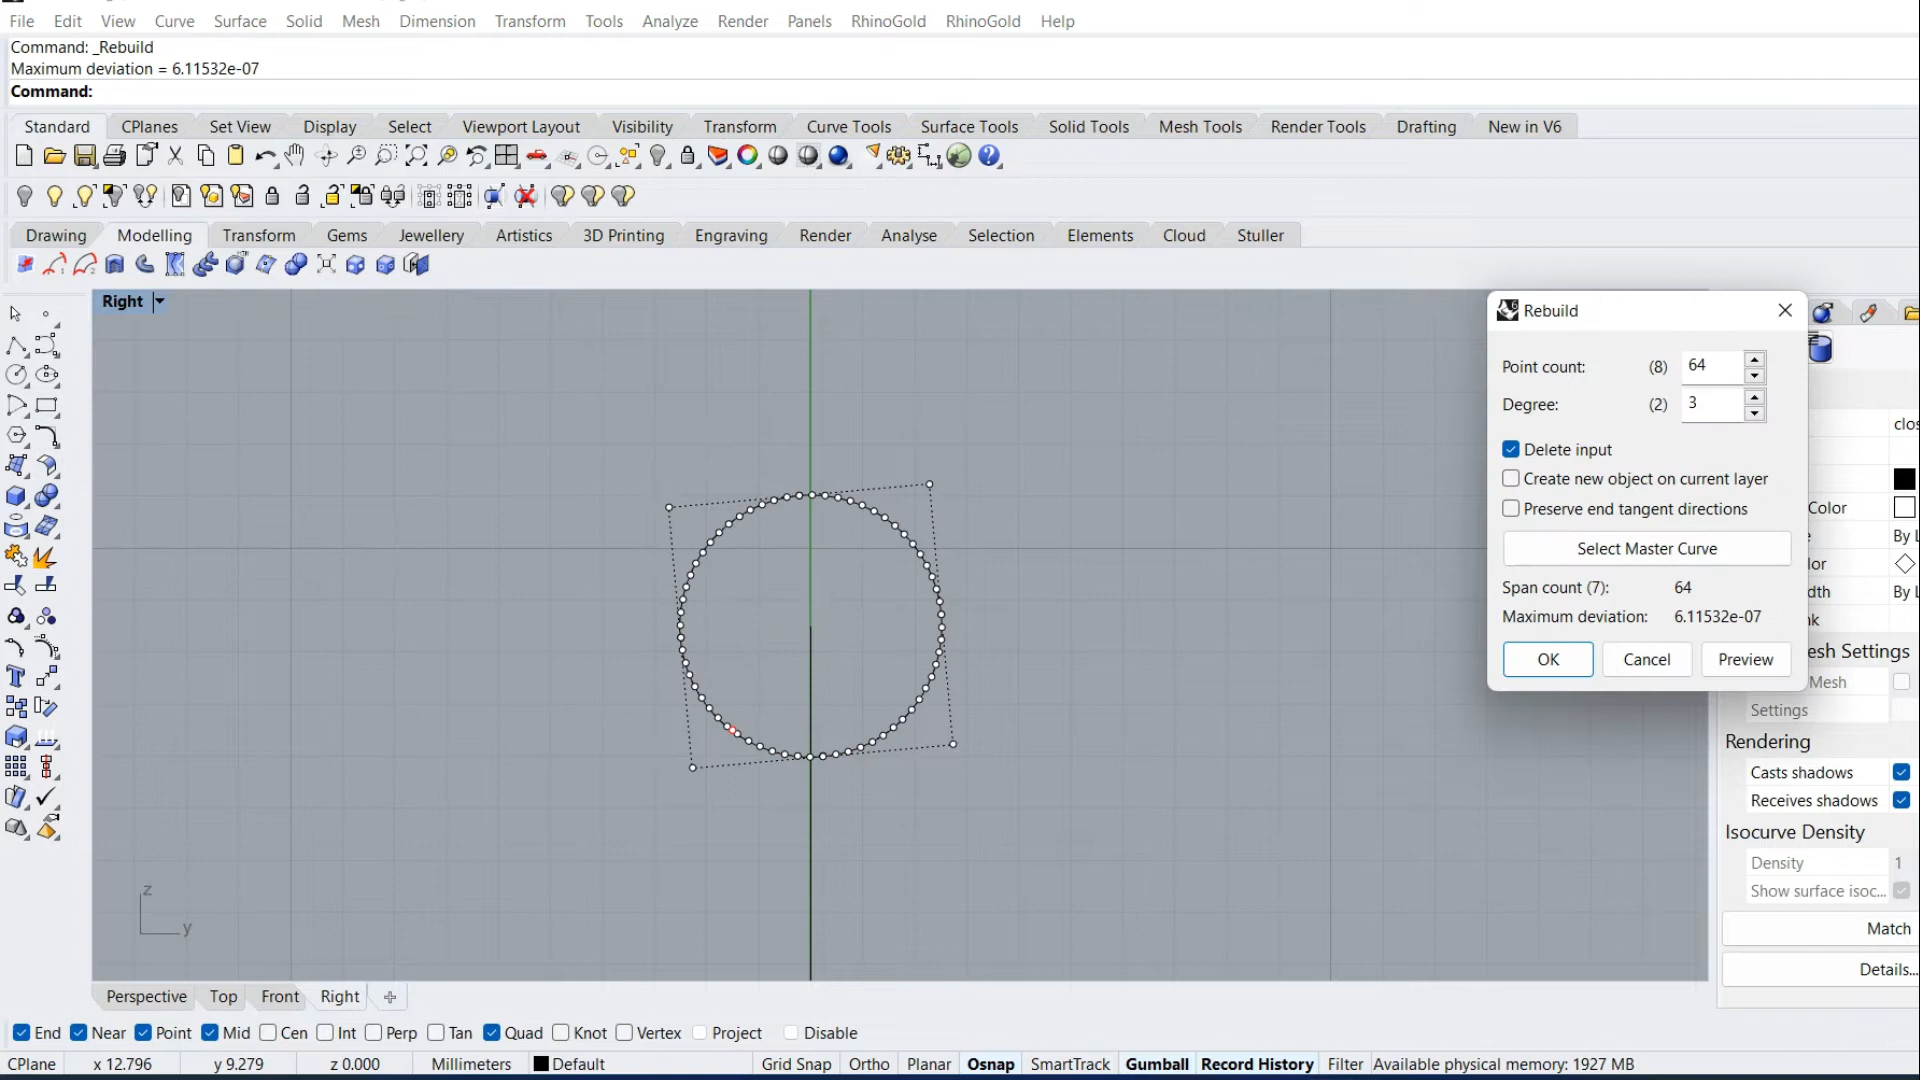 File Edit View Curve Surface Solid Mesh Dimension Transform Tools Analyze Render Panels RhinoGold RhinoGold Help
Command: _Rebuild
Maximum deviation = 6.11532e-07
Command:
Standard CPlanes Set View Display Select Viewport Layout Visibility Transform Curve Tools Surface Tools Solid Tools Mesh Tools Render Tools Drafting New in V6
Drawing Modelling Transform Gems Jewellery Artistics 3D Printing Engraving Render Analyse Selection Elements Cloud Stuller
Right
Rebuild
Point count: (8) 64
Degree: (2) 3
Delete input
Create new object on current layer
Preserve end tangent directions
Select Master Curve
Span count (7): 64
Maximum deviation: 6.11532e-07
OK Cancel Preview
clos
Color
e By L
lor
dth By L
nk
esh Settings
Mesh
Settings
Rendering
Casts shadows
Receives shadows
Isocurve Density
Density 1
Show surface isoc...
Match
Details...
z
y
Perspective Top Front Right
End Near Point Mid Cen Int Perp Tan Quad Knot Vertex Project Disable
CPlane x 12.796 y 9.279 z 0.000 Millimeters Default Grid Snap Ortho Planar Osnap SmartTrack Gumball Record History Filter Available physical memory: 1927 MB